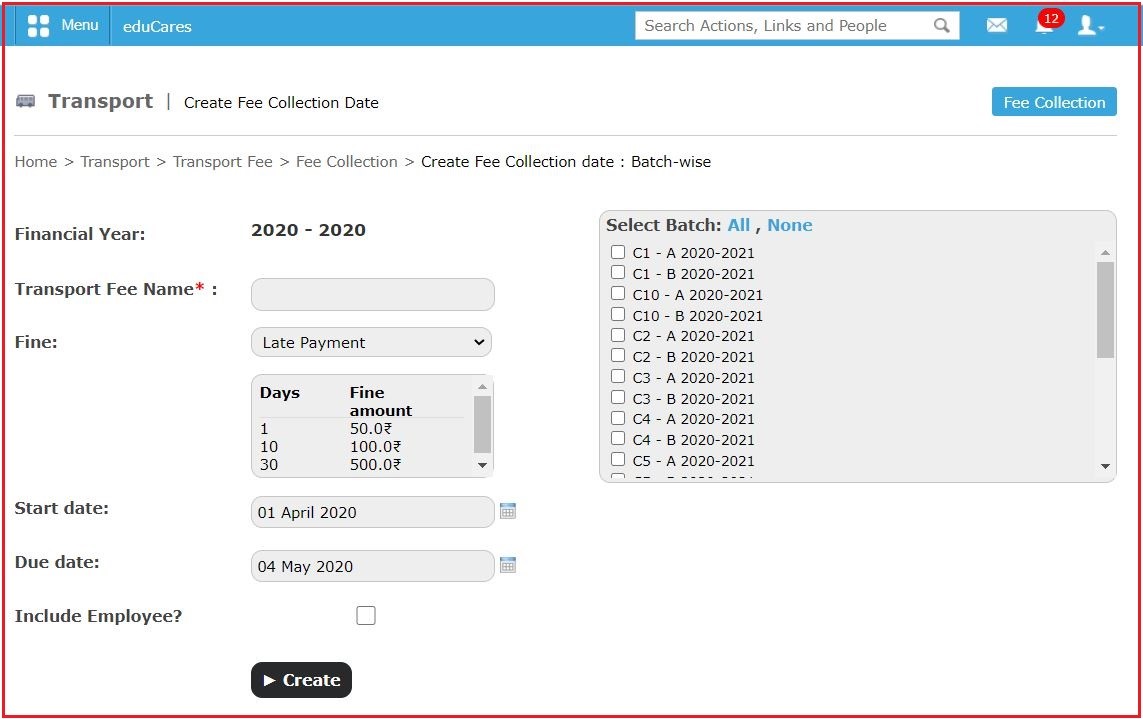 Menu
eduCares
Search Actions, Links and People
12
Transport | Create Fee Collection Date
Fee Collection
Home > Transport > Transport Fee > Fee Collection > Create Fee Collection date : Batch-wise
Financial Year:
2020 - 2020
Transport Fee Name* :
Fine:
Late Payment
Days
Fine
amount
1 50.0₹
10 100.0₹
30 500.0₹
Start date:
01 April 2020
Due date:
04 May 2020
Include Employee?
► Create
Select Batch: All , None
C1 - A 2020-2021
C1 - B 2020-2021
C10 - A 2020-2021
C10 - B 2020-2021
C2 - A 2020-2021
C2 - B 2020-2021
C3 - A 2020-2021
C3 - B 2020-2021
C4 - A 2020-2021
C4 - B 2020-2021
C5 - A 2020-2021